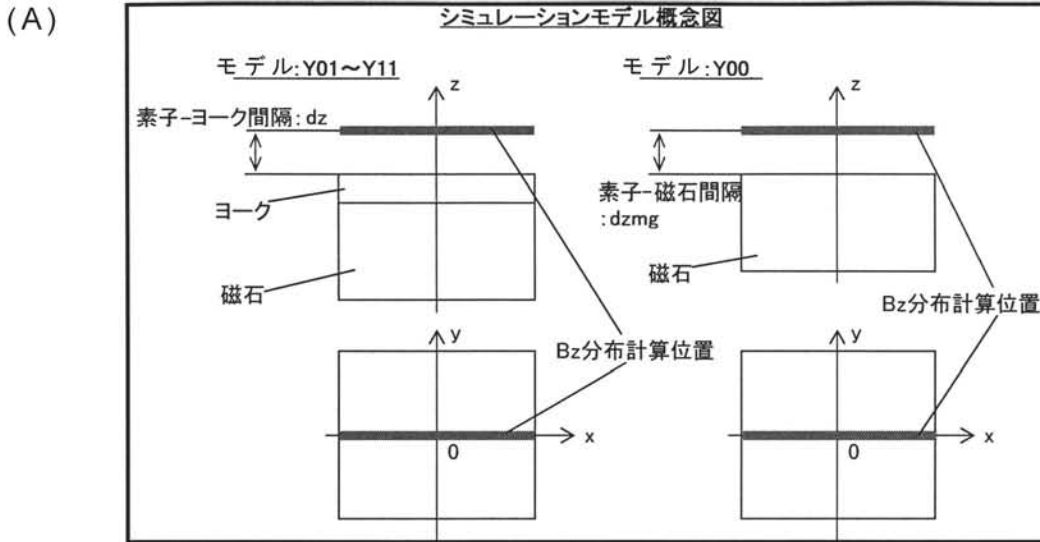 (A)
シミュレーションモデル概念図
モデル:Y01～Y11
モデル:Y00
z
z
素子-ヨーク間隔:dz
ヨーク
素子-磁石間隔
:dzmg
磁石
磁石
Bz分布計算位置
y
y
Bz分布計算位置
x
x
0
0